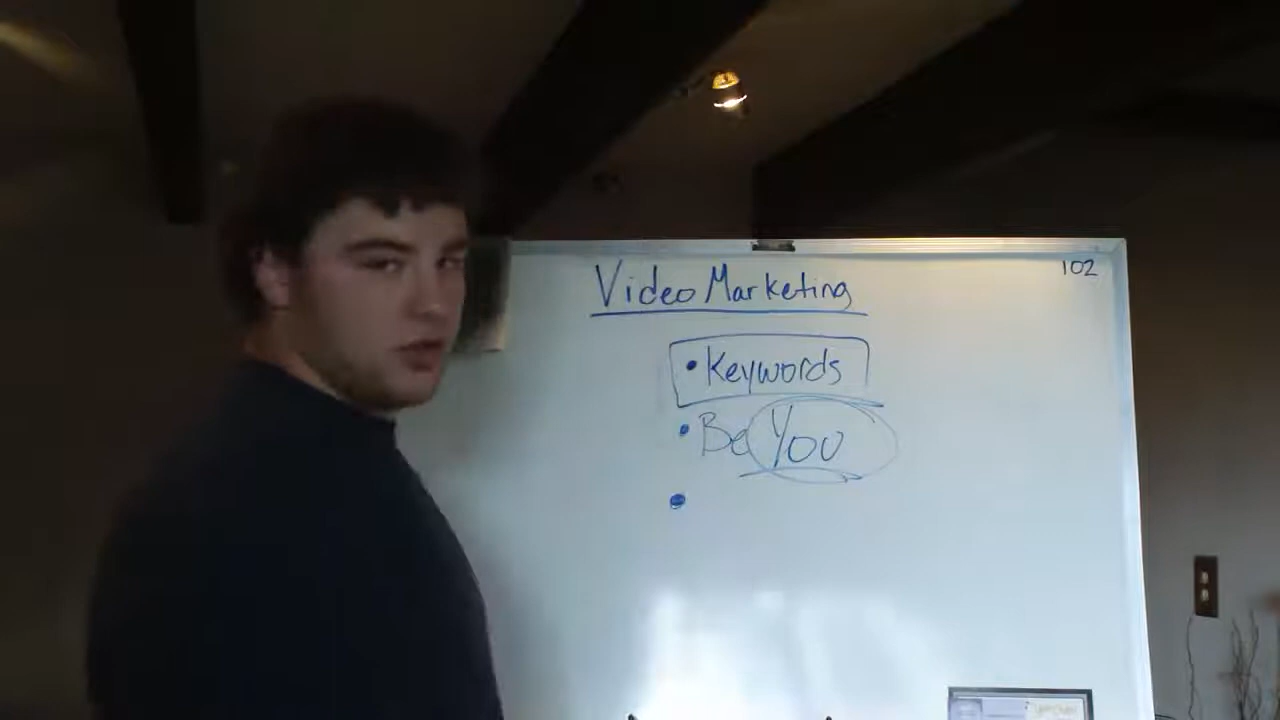 102
Video Marketing
• Keywords
• Be You
•